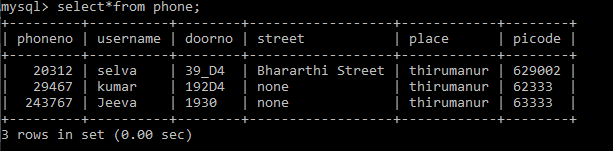 mysql> select*from phone;
+---------+----------+--------+------------------+------------+--------+
| phoneno | username | doorno | street           | place      | picode |
+---------+----------+--------+------------------+------------+--------+
|   20312 | selva    | 39_D4  | Bhararthi Street | thirumanur | 629002 |
|   29467 | kumar    | 192D4  | none             | thirumanur | 62333  |
|  243767 | Jeeva    | 1930   | none             | thirumanur | 63333  |
+---------+----------+--------+------------------+------------+--------+
3 rows in set (0.00 sec)